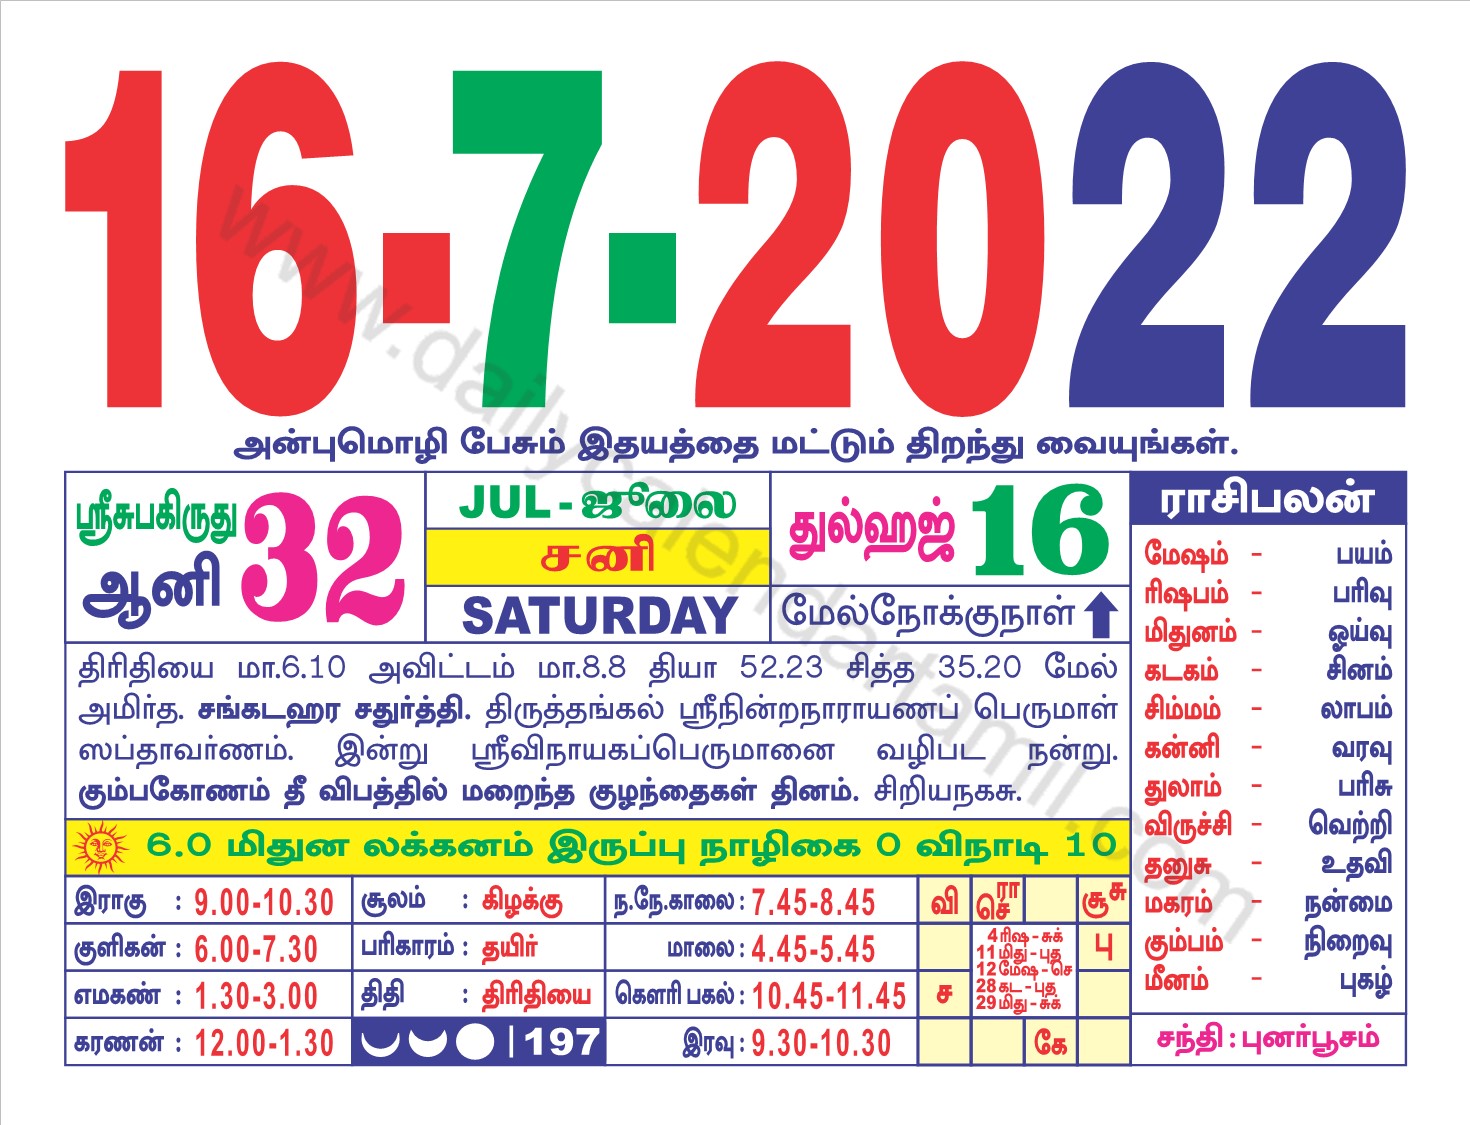 16-7-2022
அன்புமொழி பேசும் இதயத்தை மட்டும் திறந்து வையுங்கள்.
ஸ்ரீசுபகிருது
ஆனி 32
JUL - ஜூலை
சனி
SATURDAY
துல்ஹஜ் 16
மேல்நோக்குநாள்
திரிதியை மா.6.10 அவிட்டம் மா.8.8 தியா 52.23 சித்த 35.20 மேல்
அமிர்த. சங்கடஹர சதுர்த்தி. திருத்தங்கல் ஸ்ரீநின்றநாராயணப் பெருமாள்
ஸப்தாவர்ணம். இன்று ஸ்ரீவிநாயகப்பெருமானை வழிபட நன்று.
கும்பகோணம் தீ விபத்தில் மறைந்த குழந்தைகள் தினம். சிறியநகசு.
6.0 மிதுன லக்கனம் இருப்பு நாழிகை 0 விநாடி 10
இராகு : 9.00-10.30
குளிகன் : 6.00-7.30
எமகண் : 1.30-3.00
கரணன் : 12.00-1.30
சூலம் : கிழக்கு
பரிகாரம் : தயிர்
திதி : திரிதியை
| 197
ந.நே.காலை : 7.45-8.45
மாலை : 4.45-5.45
கௌரி பகல் : 10.45-11.45
இரவு : 9.30-10.30
வி
ரா
செ
சூசு
பு
4 ரிஷ - சுக்
11 மிது - புத
12 மேஷ - செ
28 கட - புத
29 மிது - சுக்
ச
கே
ராசிபலன்
மேஷம் - பயம்
ரிஷபம் - பரிவு
மிதுனம் - ஓய்வு
கடகம் - சினம்
சிம்மம் - லாபம்
கன்னி - வரவு
துலாம் - பரிசு
விருச்சி - வெற்றி
தனுசு - உதவி
மகரம் - நன்மை
கும்பம் - நிறைவு
மீனம் - புகழ்
சந்தி : புனர்பூசம்
www.dailycalendartamil.com